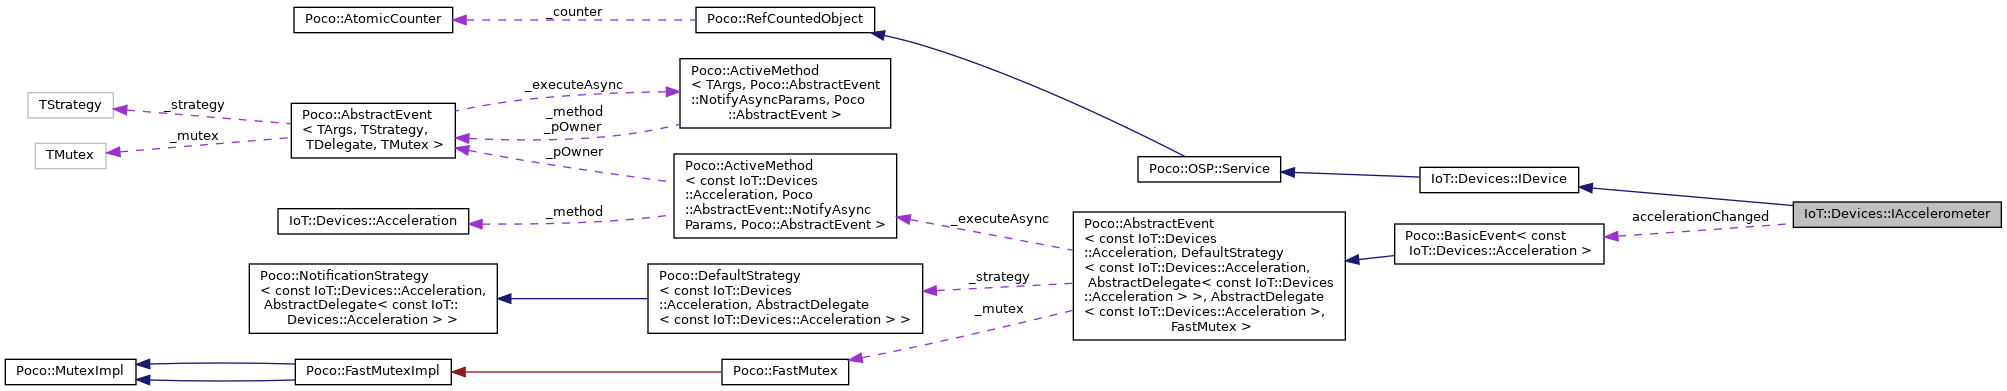 Poco::AtomicCounter
_counter
Poco::RefCountedObject
TStrategy
_strategy
TMutex
_mutex
Poco::AbstractEvent
< TArgs, TStrategy,
TDelegate, TMutex >
_executeAsync
_method
_pOwner
Poco::ActiveMethod
< TArgs, Poco::AbstractEvent
::NotifyAsyncParams, Poco
::AbstractEvent >
_pOwner
IoT::Devices::Acceleration
_method
Poco::ActiveMethod
< const IoT::Devices
::Acceleration, Poco
::AbstractEvent::NotifyAsync
Params, Poco::AbstractEvent >
_executeAsync
Poco::NotificationStrategy
< const IoT::Devices::Acceleration,
AbstractDelegate< const IoT::
Devices::Acceleration > >
Poco::DefaultStrategy
< const IoT::Devices
::Acceleration, AbstractDelegate
< const IoT::Devices::Acceleration > >
_strategy
_mutex
Poco::MutexImpl
Poco::FastMutexImpl
Poco::FastMutex
Poco::AbstractEvent
< const IoT::Devices
::Acceleration, DefaultStrategy
< const IoT::Devices::Acceleration,
AbstractDelegate< const IoT::Devices
::Acceleration > >, AbstractDelegate
< const IoT::Devices::Acceleration >,
FastMutex >
Poco::OSP::Service
IoT::Devices::IDevice
Poco::BasicEvent< const
IoT::Devices::Acceleration >
accelerationChanged
IoT::Devices::IAccelerometer